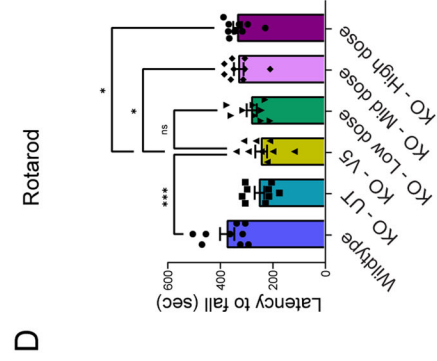 D
Rotarod
Latency to fall (sec)
600
400
200
0
***
ns
*
*
Wildtype
KO - UT
KO - V5
KO - Low dose
KO - Mid dose
KO - High dose